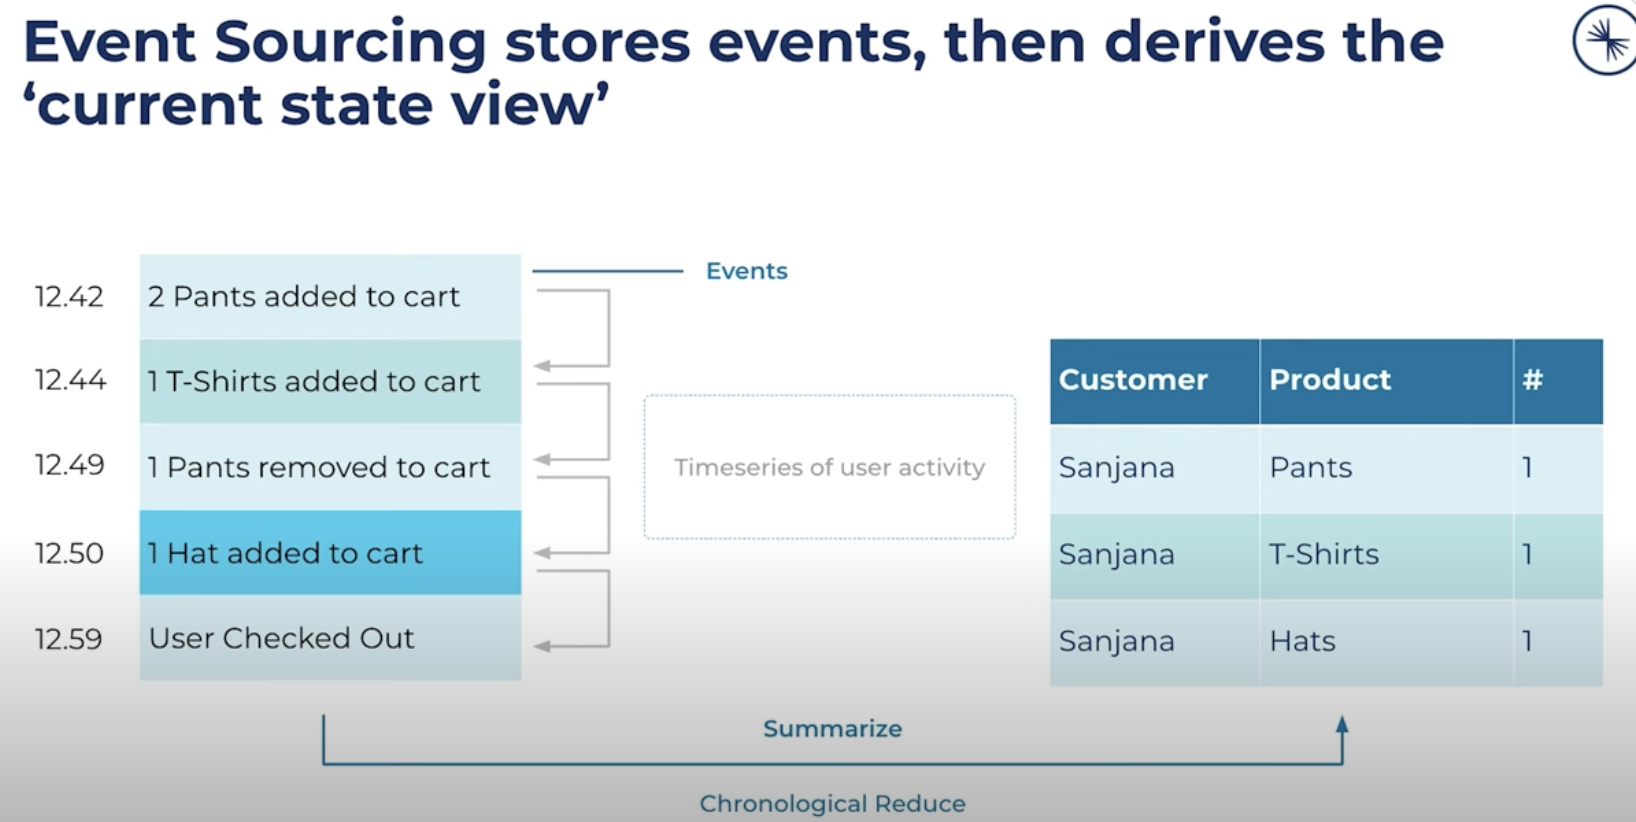 Event Sourcing stores events, then derives the
‘current state view’
Events
12.42 2 Pants added to cart
12.44 1 T-Shirts added to cart
12.49 1 Pants removed to cart
12.50 1 Hat added to cart
12.59 User Checked Out
Timeseries of user activity
Customer Product #
Sanjana Pants 1
Sanjana T-Shirts 1
Sanjana Hats 1
Summarize
Chronological Reduce